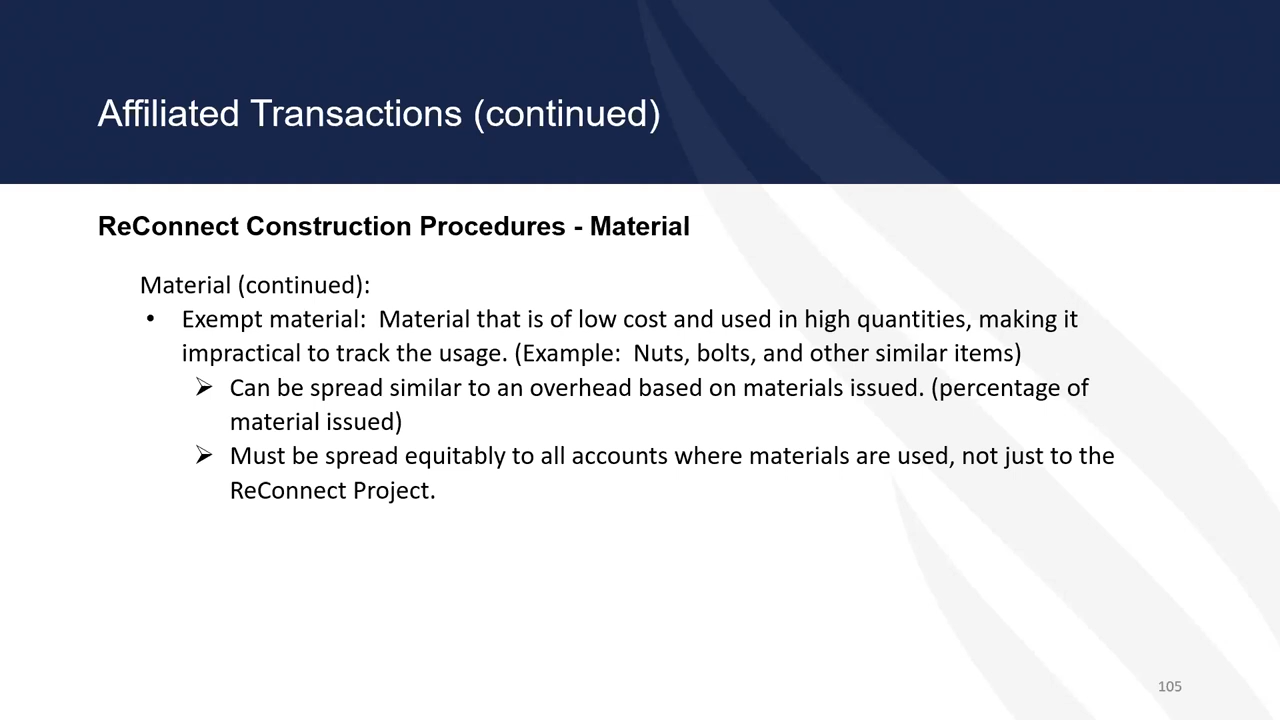 Affiliated Transactions (continued)
ReConnect Construction Procedures - Material
Material (continued):
• Exempt material:  Material that is of low cost and used in high quantities, making it
impractical to track the usage. (Example:  Nuts, bolts, and other similar items)
➢ Can be spread similar to an overhead based on materials issued. (percentage of
material issued)
➢ Must be spread equitably to all accounts where materials are used, not just to the
ReConnect Project.
105